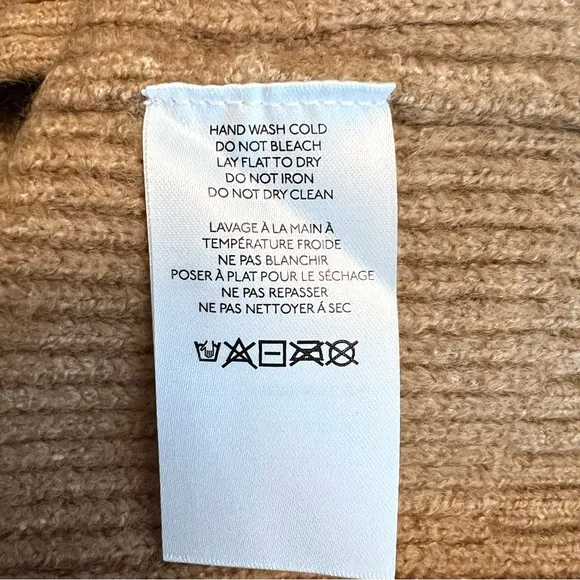 HAND WASH COLD
DO NOT BLEACH
LAY FLAT TO DRY
DO NOT IRON
DO NOT DRY CLEAN
LAVAGE À LA MAIN À
TEMPÉRATURE FROIDE
NE PAS BLANCHIR
POSER À PLAT POUR LE SÉCHAGE
NE PAS REPASSER
NE PAS NETTOYER Á SEC